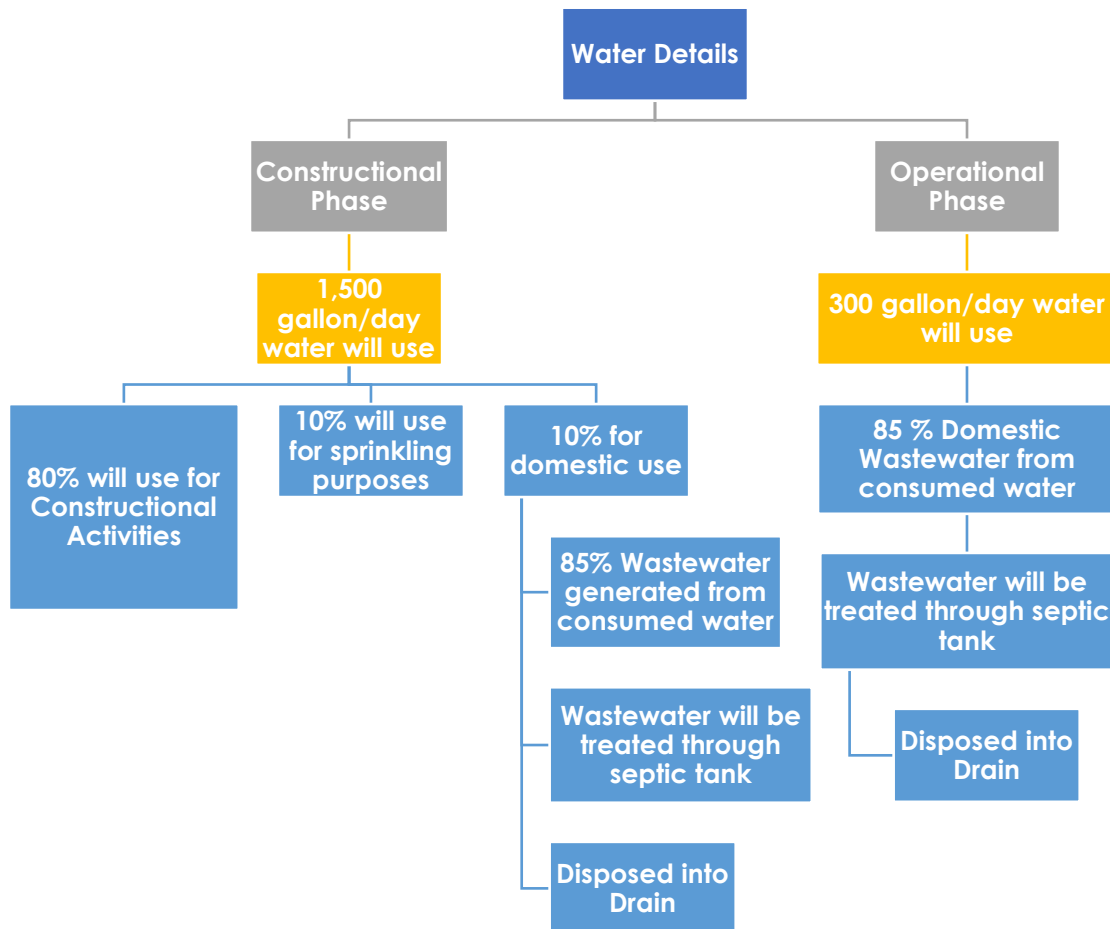 Water Details
Constructional
Phase
1,500
gallon/day
water will use
80% will use for
Constructional
Activities
10% will use
for sprinkling
purposes
10% for
domestic use
85% Wastewater
generated from
consumed water
Wastewater will be
treated through
septic tank
Disposed into
Drain
Operational
Phase
300 gallon/day water
will use
85 % Domestic
Wastewater from
consumed water
Wastewater will be
treated through septic
tank
Disposed into
Drain